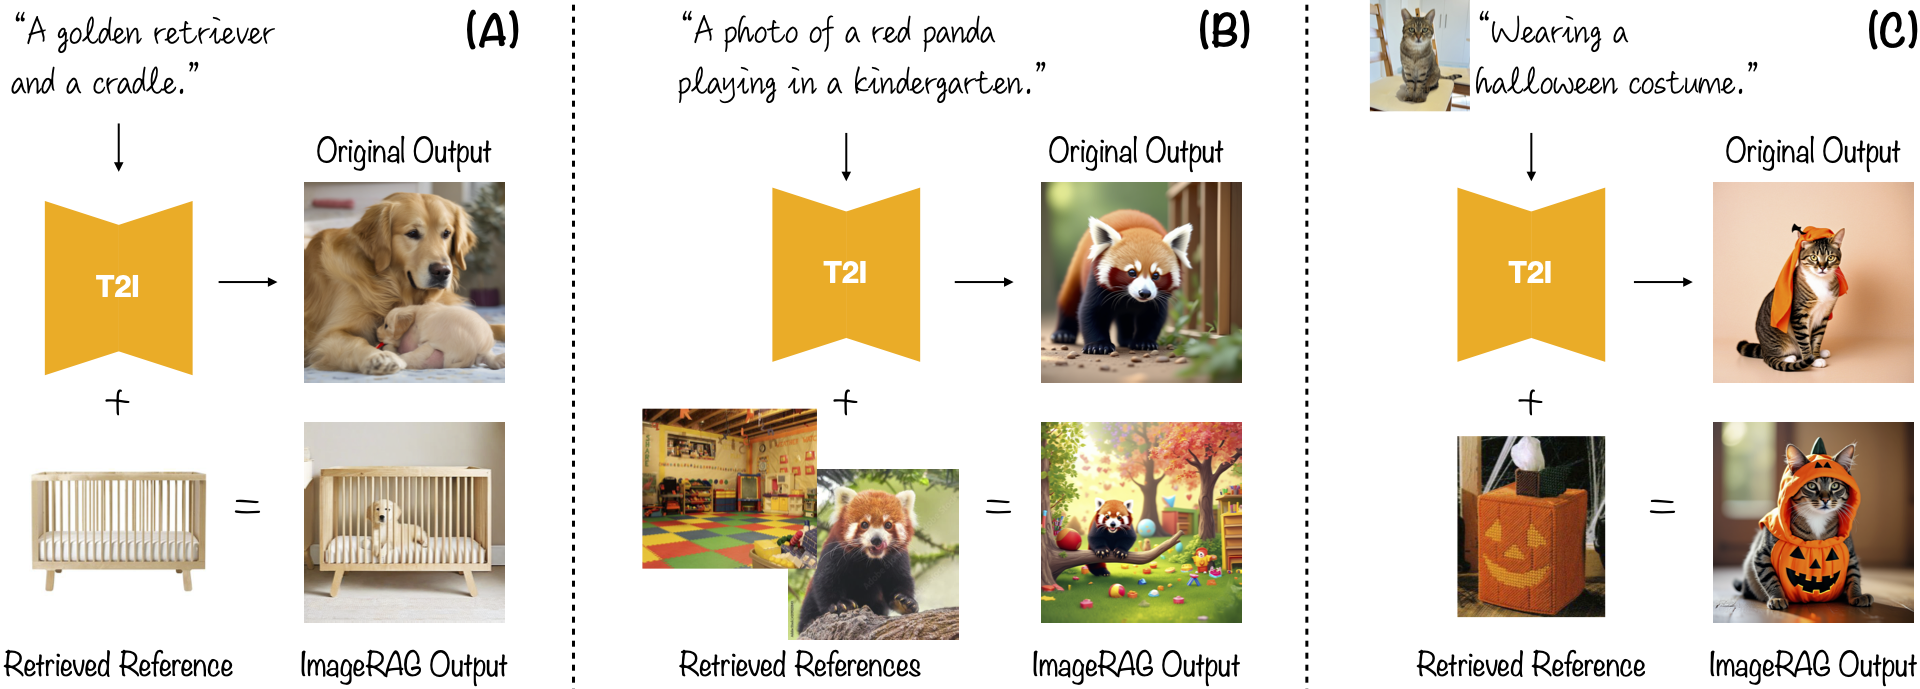 “A golden retriever
and a cradle.”
(A)
Original Output
T2I
+
=
Retrieved Reference
ImageRAG Output
“A photo of a red panda
playing in a kindergarten.”
(B)
Original Output
T2I
+
=
Retrieved References
ImageRAG Output
“Wearing a
halloween costume.”
(C)
Original Output
T2I
+
=
Retrieved Reference
ImageRAG Output